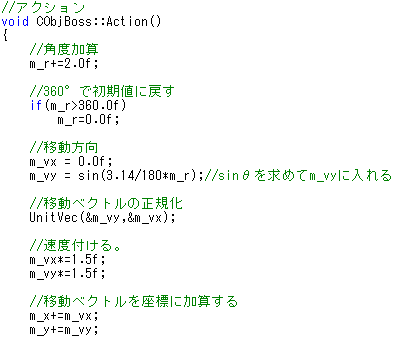 //アクション
void CObjBoss::Action()
{
//角度加算
m_r+=2.0f;
//360°で初期値に戻す
if(m_r>360.0f)
m_r=0.0f;
//移動方向
m_vx = 0.0f;
m_vy = sin(3.14/180*m_r);//sinθを求めてm_vyに入れる
//移動ベクトルの正規化
UnitVec(&m_vy,&m_vx);
//速度付ける。
m_vx*=1.5f;
m_vy*=1.5f;
//移動ベクトルを座標に加算する
m_x+=m_vx;
m_y+=m_vy;